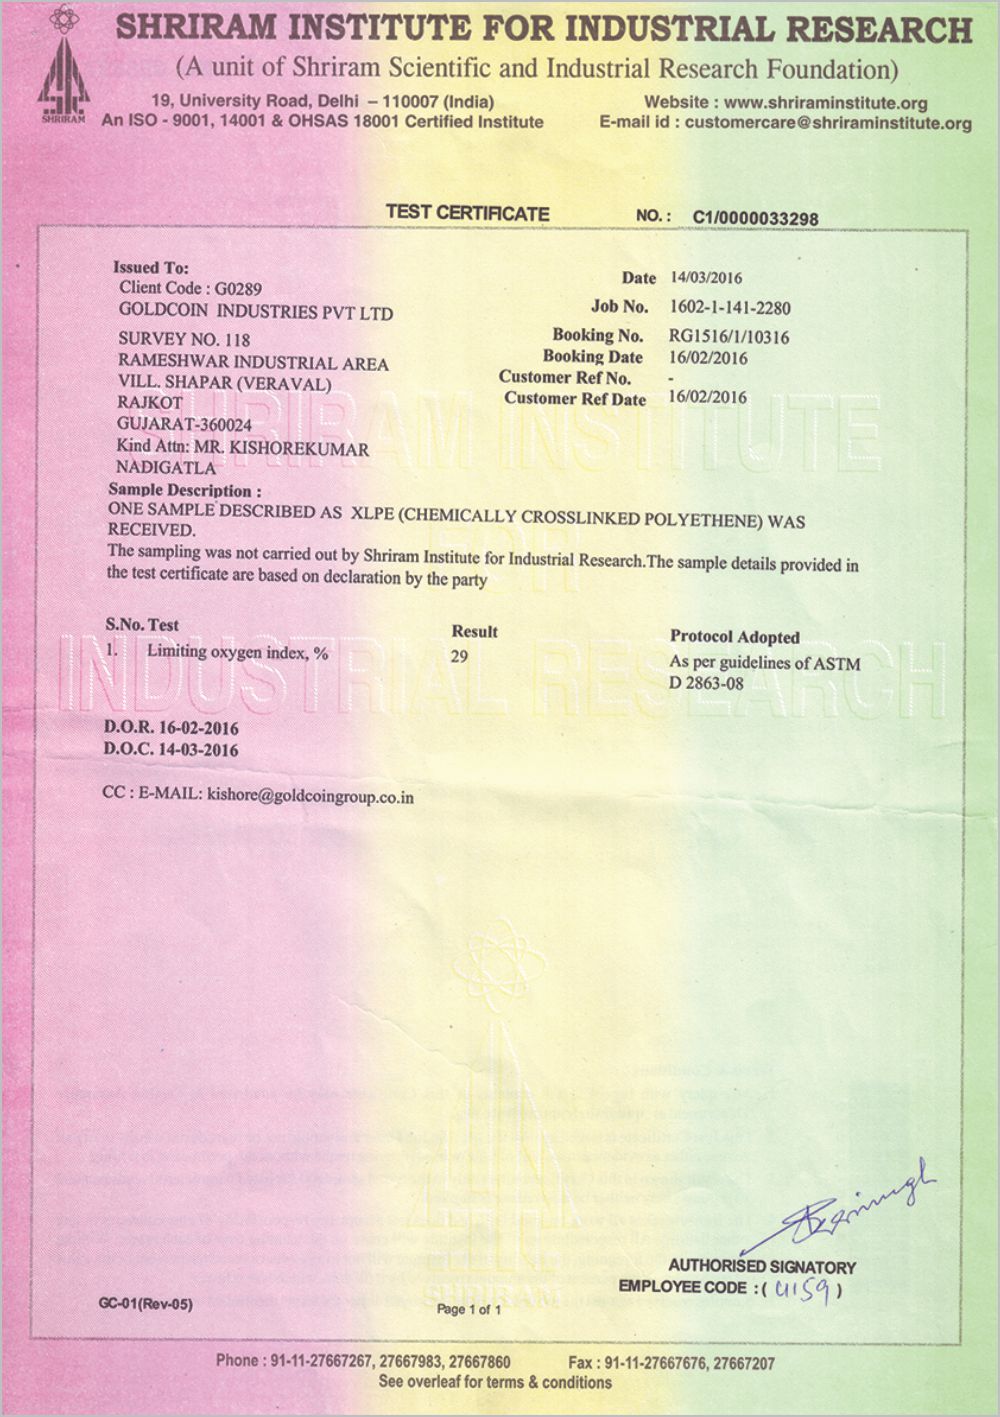 SHRIRAM INSTITUTE FOR INDUSTRIAL RESEARCH
(A unit of Shriram Scientific and Industrial Research Foundation)
SHRIRAM
19, University Road, Delhi – 110007 (India) Website : www.shriraminstitute.org
An ISO - 9001, 14001 & OHSAS 18001 Certified Institute E-mail id : customercare@shriraminstitute.org
TEST CERTIFICATE NO. : C1/0000033298
Issued To:
Client Code : G0289
GOLDCOIN INDUSTRIES PVT LTD
SURVEY NO. 118
RAMESHWAR INDUSTRIAL AREA
VILL. SHAPAR (VERAVAL)
RAJKOT
GUJARAT-360024
Kind Attn: MR. KISHOREKUMAR
NADIGATLA
Date 14/03/2016
Job No. 1602-1-141-2280
Booking No. RG1516/1/10316
Booking Date 16/02/2016
Customer Ref No. -
Customer Ref Date 16/02/2016
Sample Description :
ONE SAMPLE DESCRIBED AS XLPE (CHEMICALLY CROSSLINKED POLYETHENE) WAS
RECEIVED.
The sampling was not carried out by Shriram Institute for Industrial Research.The sample details provided in
the test certificate are based on declaration by the party
S.No. Test Result Protocol Adopted
1. Limiting oxygen index, % 29 As per guidelines of ASTM
D 2863-08
D.O.R. 16-02-2016
D.O.C. 14-03-2016
CC : E-MAIL: kishore@goldcoingroup.co.in
SHRIRAM INSTITUTE
FOR
INDUSTRIAL RESEARCH
SHRIRAM
AUTHORISED SIGNATORY
EMPLOYEE CODE : ( 4159 )
GC-01(Rev-05)
Page 1 of 1
Phone : 91-11-27667267, 27667983, 27667860 Fax : 91-11-27667676, 27667207
See overleaf for terms & conditions